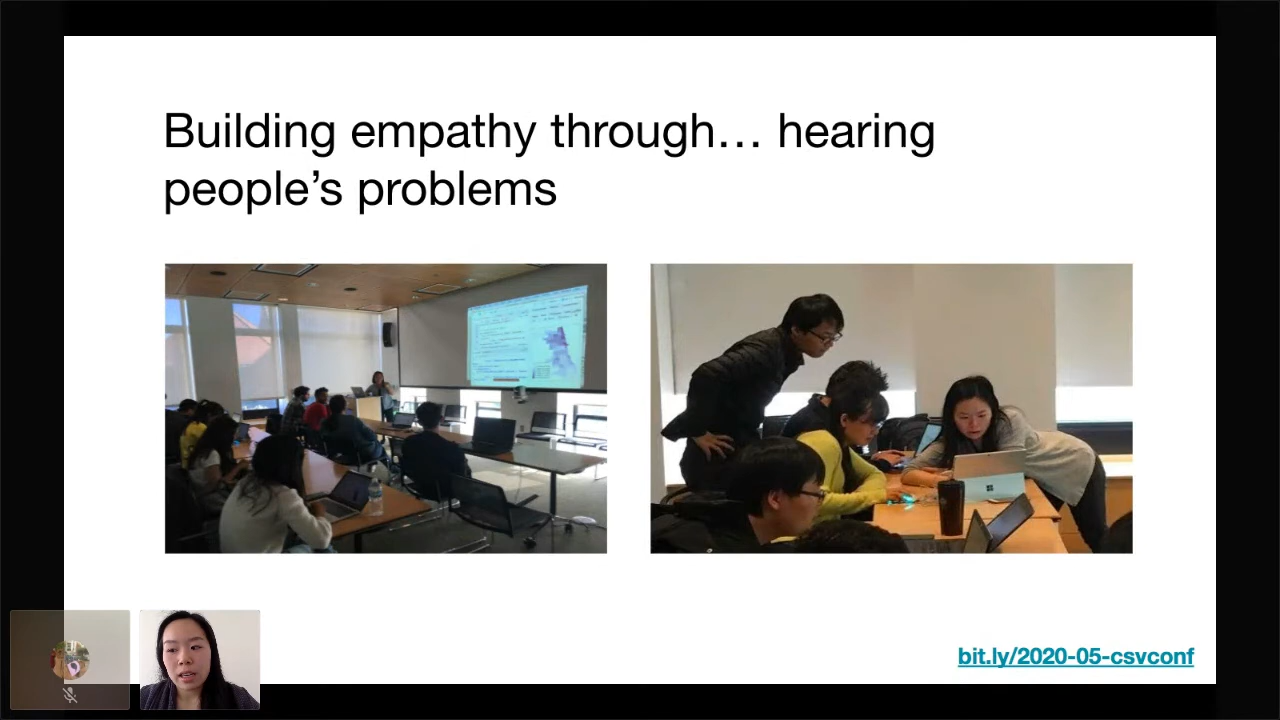 Building empathy through… hearing
people’s problems
bit.ly/2020-05-csvconf